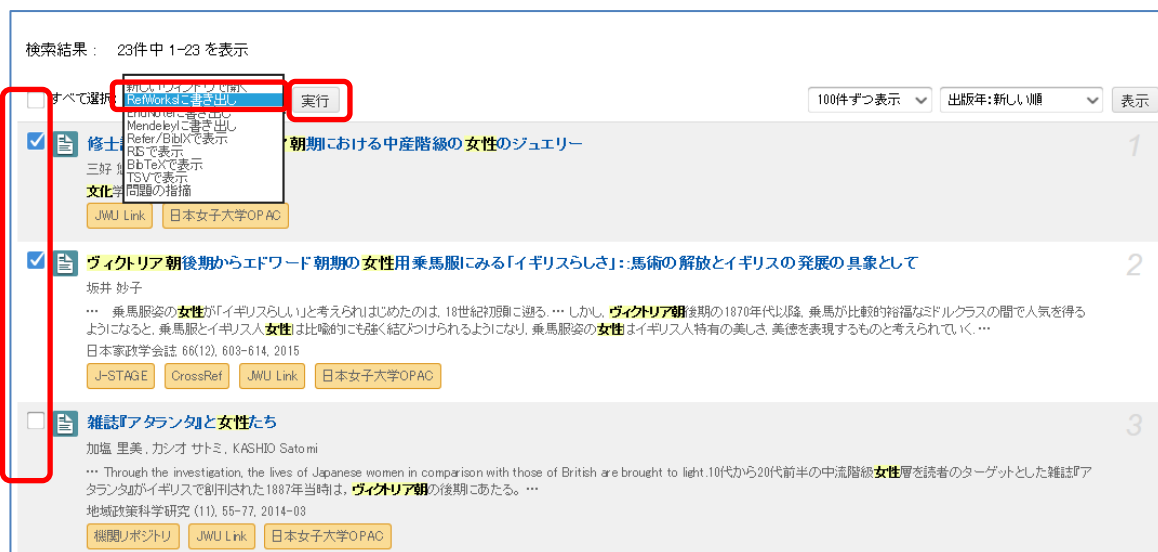 検索結果： 23件中 1-23 を表示
すべて選択:
新しいウィンドウで開く
RefWorksに書き出し
EndNoteに書き出し
Mendeleyに書き出し
Refer/BibIXで表示
RISで表示
BibTeXで表示
TSVで表示
問題の指摘
実行
100件ずつ表示
出版年:新しい順
表示
修士 朝期における中産階級の女性のジュエリー
1
三好
文化学
JWU Link 日本女子大学OPAC
ヴィクトリア朝後期からエドワード朝期の女性用乗馬服にみる「イギリスらしさ」: :馬術の解放とイギリスの発展の具象として
2
坂井 妙子
… 乗馬服姿の女性が「イギリスらしい」と考えられはじめたのは, 18世紀初頭に遡る. … しかし, ヴィクトリア朝後期の1870年代以降, 乗馬が比較的裕福なミドルクラスの間で人気を得る
ようになると, 乗馬服とイギリス人女性は比喩的にも強く結びつけられるようになり, 乗馬服姿の女性はイギリス人特有の美しさ, 美徳を表現するものと考えられていく. …
日本家政学会誌 66(12), 603-614, 2015
J-STAGE CrossRef JWU Link 日本女子大学OPAC
雑誌『アタランタ』と女性たち
3
加塩 里美 , カシオ サトミ , KASHIO Satomi
… Through the investigation, the lives of Japanese women in comparison with those of British are brought to light.10代から20代前半の中流階級女性層を読者のターゲットとした雑誌『ア
タランタ』がイギリスで創刊された1887年当時は, ヴィクトリア朝の後期にあたる。 …
地域政策科学研究 (11), 55-77, 2014-03
機関リポジトリ JWU Link 日本女子大学OPAC